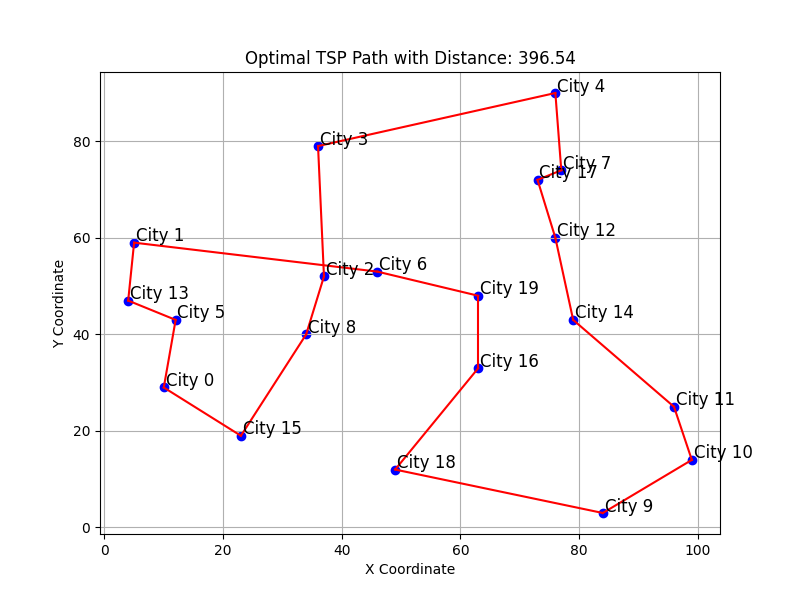 Optimal TSP Path with Distance: 396.54
City 4
City 3
City 7
City 17
City 1
City 12
City 6
City 2
City 19
City 13
City 5
City 14
City 8
City 16
City 0
City 11
City 15
City 18
City 10
City 9
80
60
40
20
0
Y Coordinate
0 20 40 60 80 100
X Coordinate